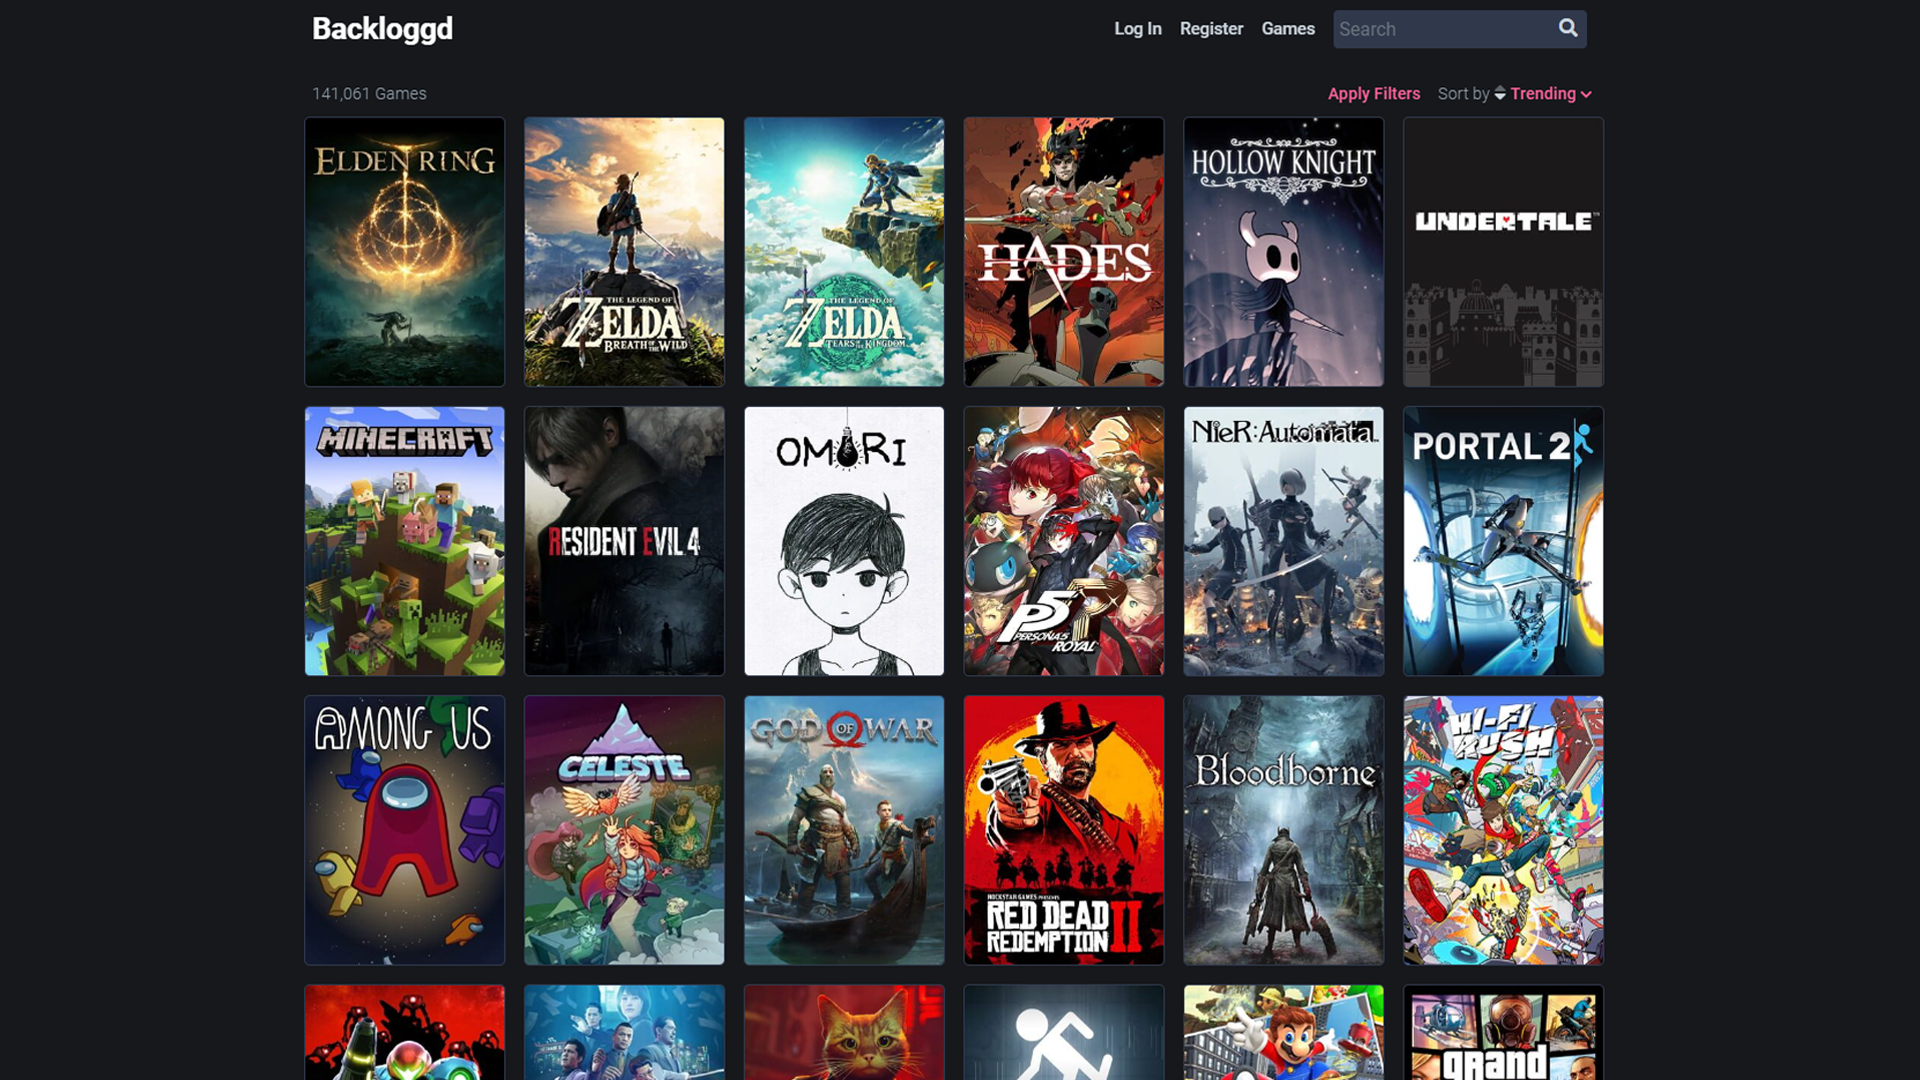 Backloggd
Log In Register Games Search
141,061 Games
Apply Filters Sort by Trending
ELDEN RING
THE LEGEND OF
ZELDA
BREATH OF THE WILD
THE LEGEND OF
ZELDA
TEARS OF THE KINGDOM
HADES
HOLLOW KNIGHT
UNDERTALE
MINECRAFT
RESIDENT EVIL 4
OMORI
P5R
PERSONA5
ROYAL
NieR:Automata
PORTAL 2
AMONG US
CELESTE
GOD OF WAR
ROCKSTAR GAMES PRESENTS
RED DEAD
REDEMPTION II
Bloodborne
HI-FI
RUSH
grand